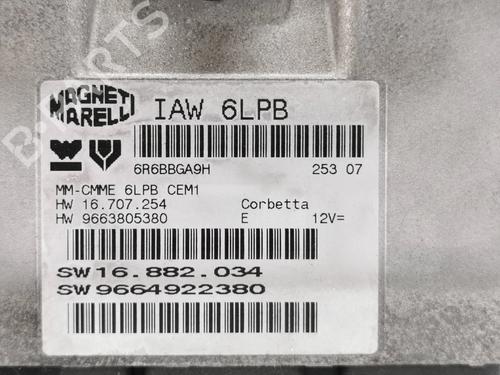 MAGNETI MARELLI
IAW 6LPB
6R6BBGA9H 253 07
MM-CMME 6LPB CEM1
HW 16.707.254 Corbetta
HW 9663805380 E 12V=
SW 16.882.034
SW 9664922380
B-PARTS